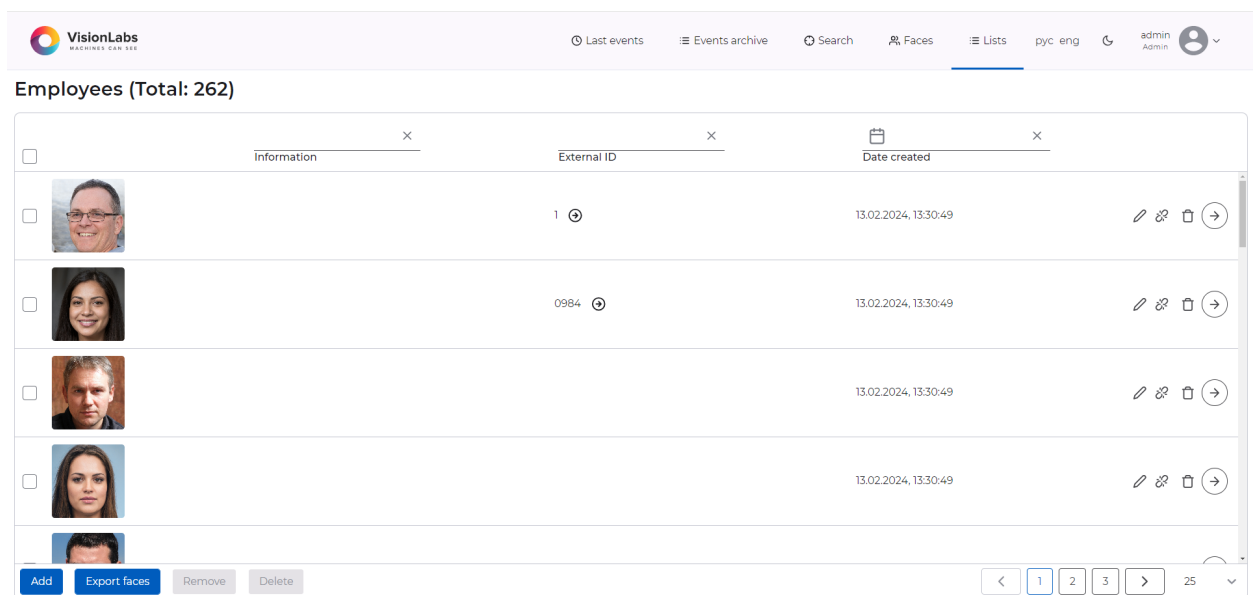 VisionLabs
MACHINES CAN SEE
Last events
Events archive
Search
Faces
Lists
рус eng
admin
Admin
Employees (Total: 262)
Information
External ID
Date created
1
13.02.2024, 13:30:49
0984
13.02.2024, 13:30:49
13.02.2024, 13:30:49
13.02.2024, 13:30:49
Add
Export faces
Remove
Delete
1
2
3
25